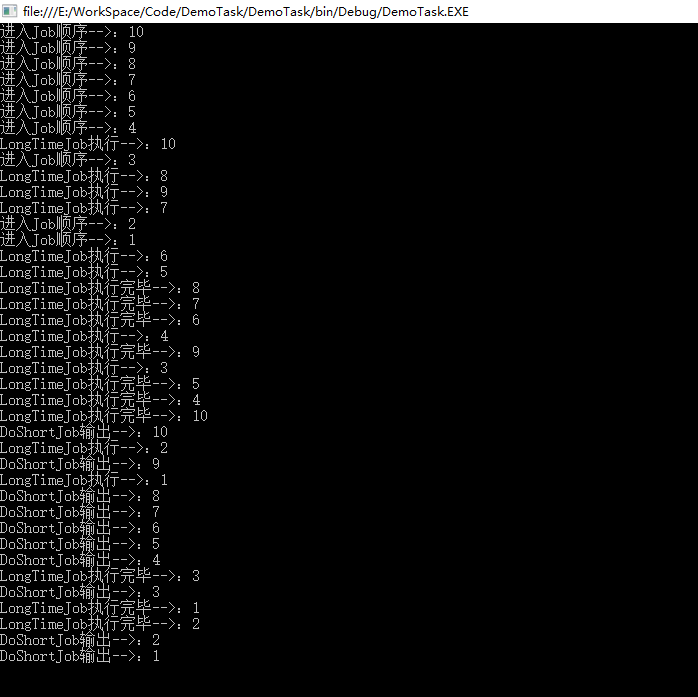 file:///E:/WorkSpace/Code/DemoTask/DemoTask/bin/Debug/DemoTask.EXE
进入Job顺序-->：10
进入Job顺序-->：9
进入Job顺序-->：8
进入Job顺序-->：7
进入Job顺序-->：6
进入Job顺序-->：5
进入Job顺序-->：4
LongTimeJob执行-->：10
进入Job顺序-->：3
LongTimeJob执行-->：8
LongTimeJob执行-->：9
LongTimeJob执行-->：7
进入Job顺序-->：2
进入Job顺序-->：1
LongTimeJob执行-->：6
LongTimeJob执行-->：5
LongTimeJob执行完毕-->：8
LongTimeJob执行完毕-->：7
LongTimeJob执行完毕-->：6
LongTimeJob执行-->：4
LongTimeJob执行完毕-->：9
LongTimeJob执行-->：3
LongTimeJob执行完毕-->：5
LongTimeJob执行完毕-->：4
LongTimeJob执行完毕-->：10
DoShortJob输出-->：10
LongTimeJob执行-->：2
DoShortJob输出-->：9
LongTimeJob执行-->：1
DoShortJob输出-->：8
DoShortJob输出-->：7
DoShortJob输出-->：6
DoShortJob输出-->：5
DoShortJob输出-->：4
LongTimeJob执行完毕-->：3
DoShortJob输出-->：3
LongTimeJob执行完毕-->：1
LongTimeJob执行完毕-->：2
DoShortJob输出-->：2
DoShortJob输出-->：1